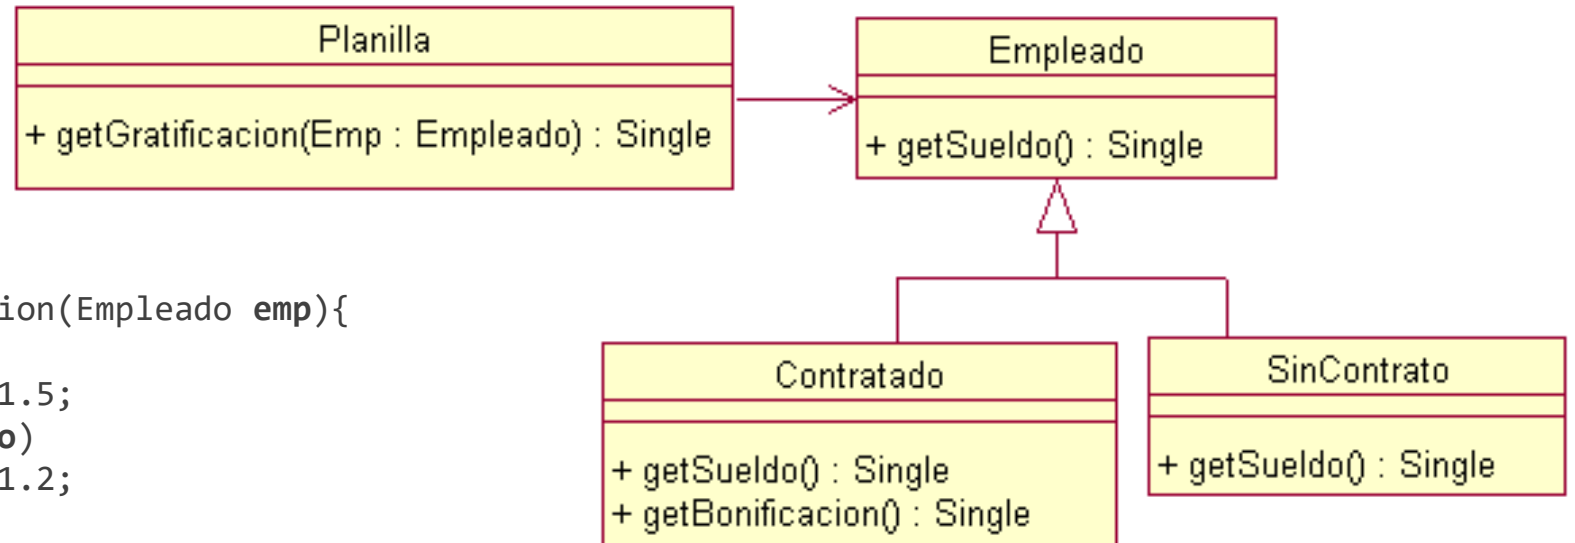 Planilla
+ getGratificacion(Emp : Empleado) : Single
Empleado
+ getSueldo() : Single
ion(Empleado emp){
1.5;
o)
1.2;
Contratado
+ getSueldo() : Single
+ getBonificacion() : Single
SinContrato
+ getSueldo() : Single